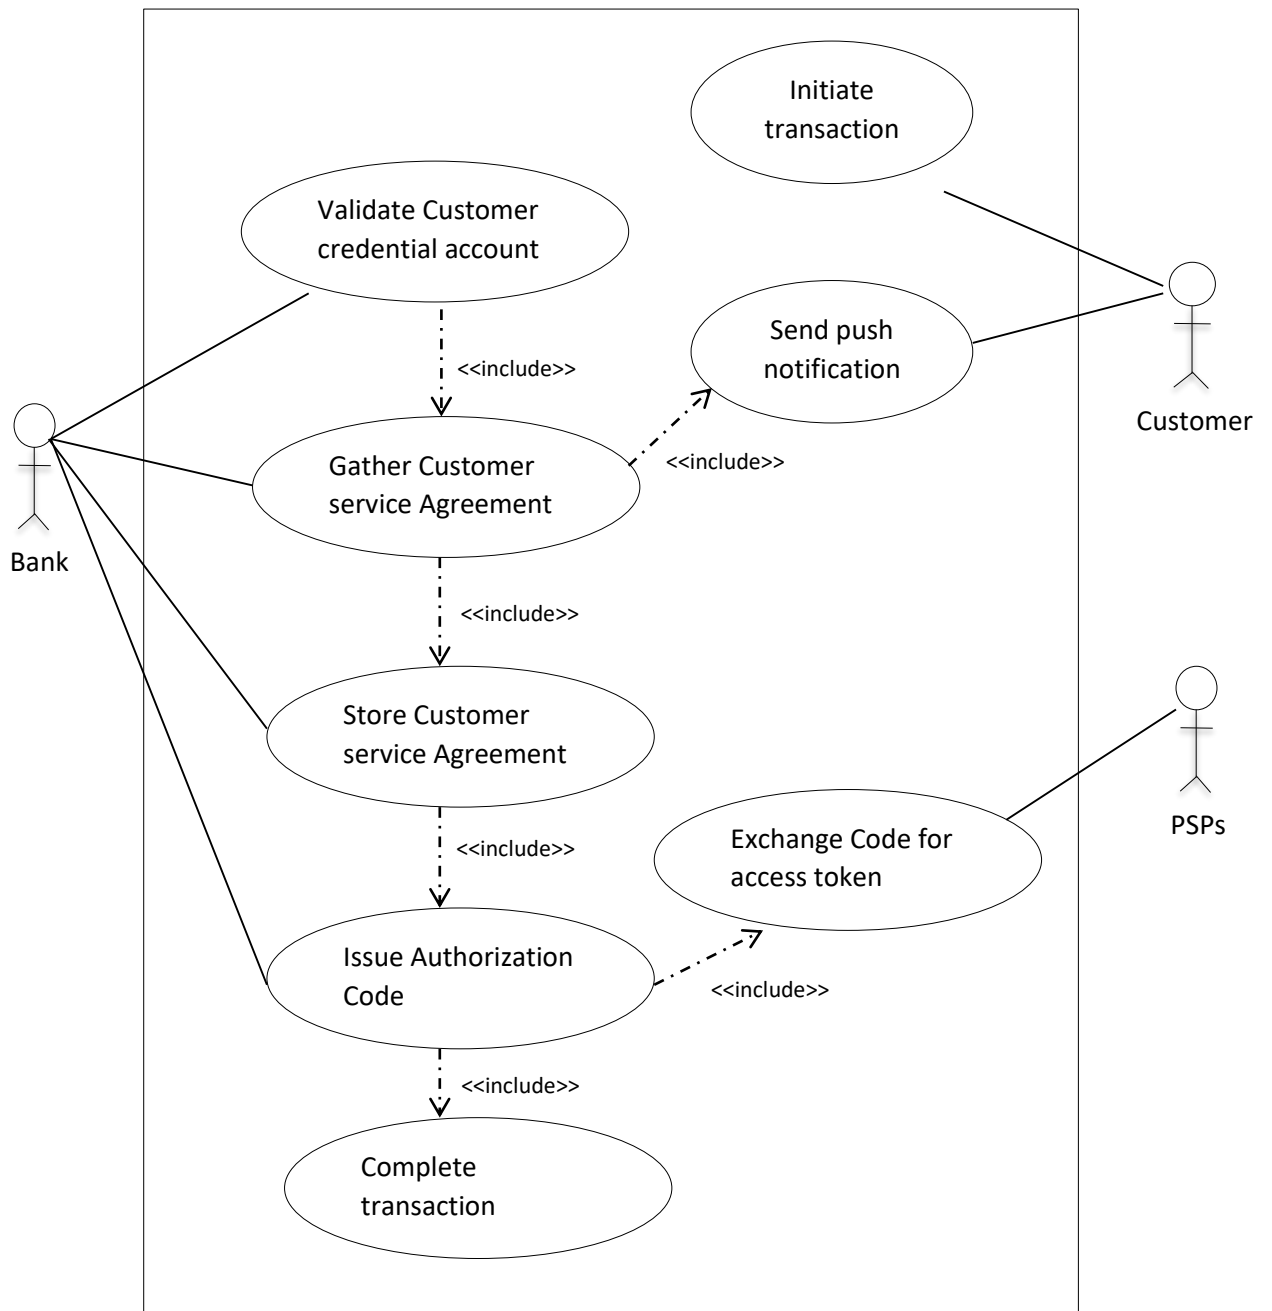 Initiate
transaction
Validate Customer
credential account
Send push
notification
<<include>>
Customer
Gather Customer
service Agreement
<<include>>
Bank
<<include>>
Store Customer
service Agreement
PSPs
Exchange Code for
access token
<<include>>
Issue Authorization
Code
<<include>>
<<include>>
Complete
transaction